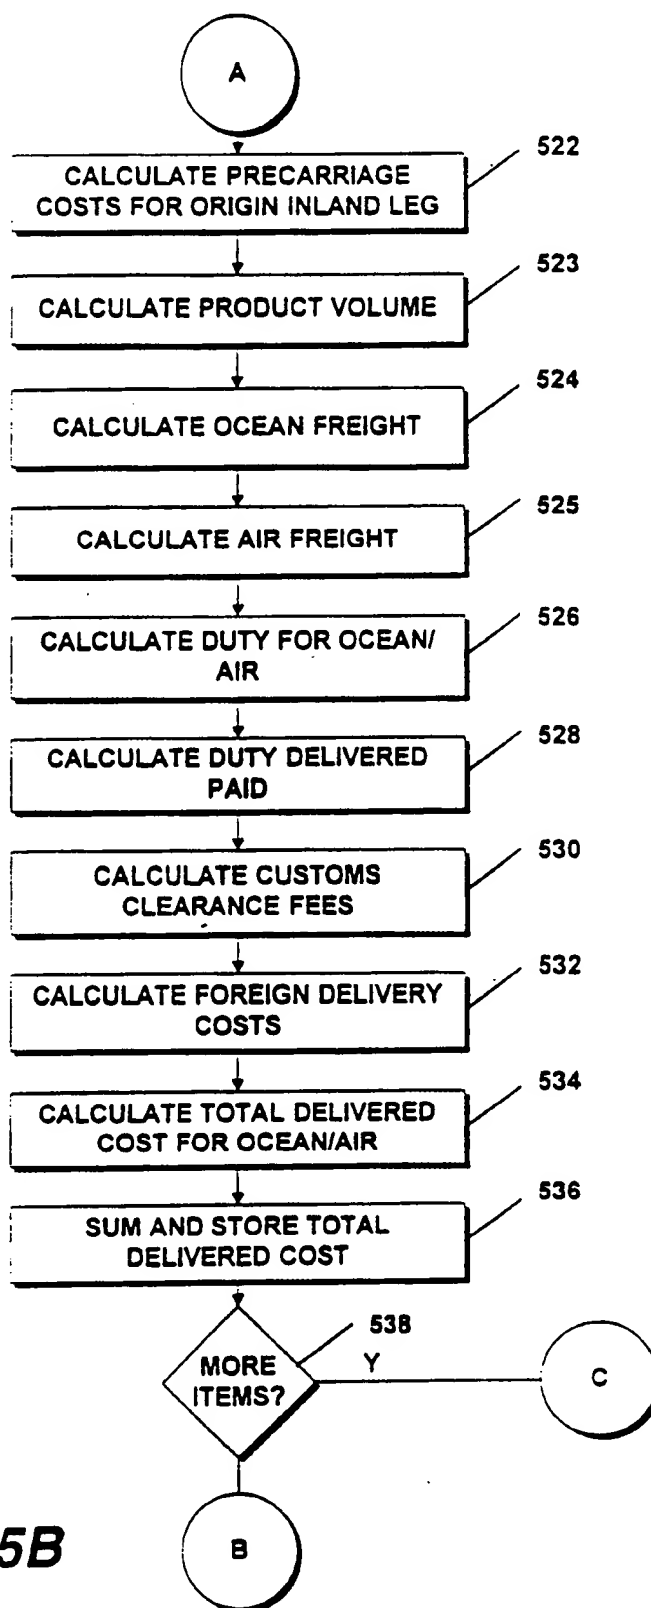 A
522
CALCULATE PRECARRIAGE
COSTS FOR ORIGIN INLAND LEG
523
CALCULATE PRODUCT VOLUME
524
CALCULATE OCEAN FREIGHT
525
CALCULATE AIR FREIGHT
526
CALCULATE DUTY FOR OCEAN/
AIR
528
CALCULATE DUTY DELIVERED
PAID
530
CALCULATE CUSTOMS
CLEARANCE FEES
532
CALCULATE FOREIGN DELIVERY
COSTS
534
CALCULATE TOTAL DELIVERED
COST FOR OCEAN/AIR
536
SUM AND STORE TOTAL
DELIVERED COST
538
MORE
ITEMS?
Y
C
B
5B